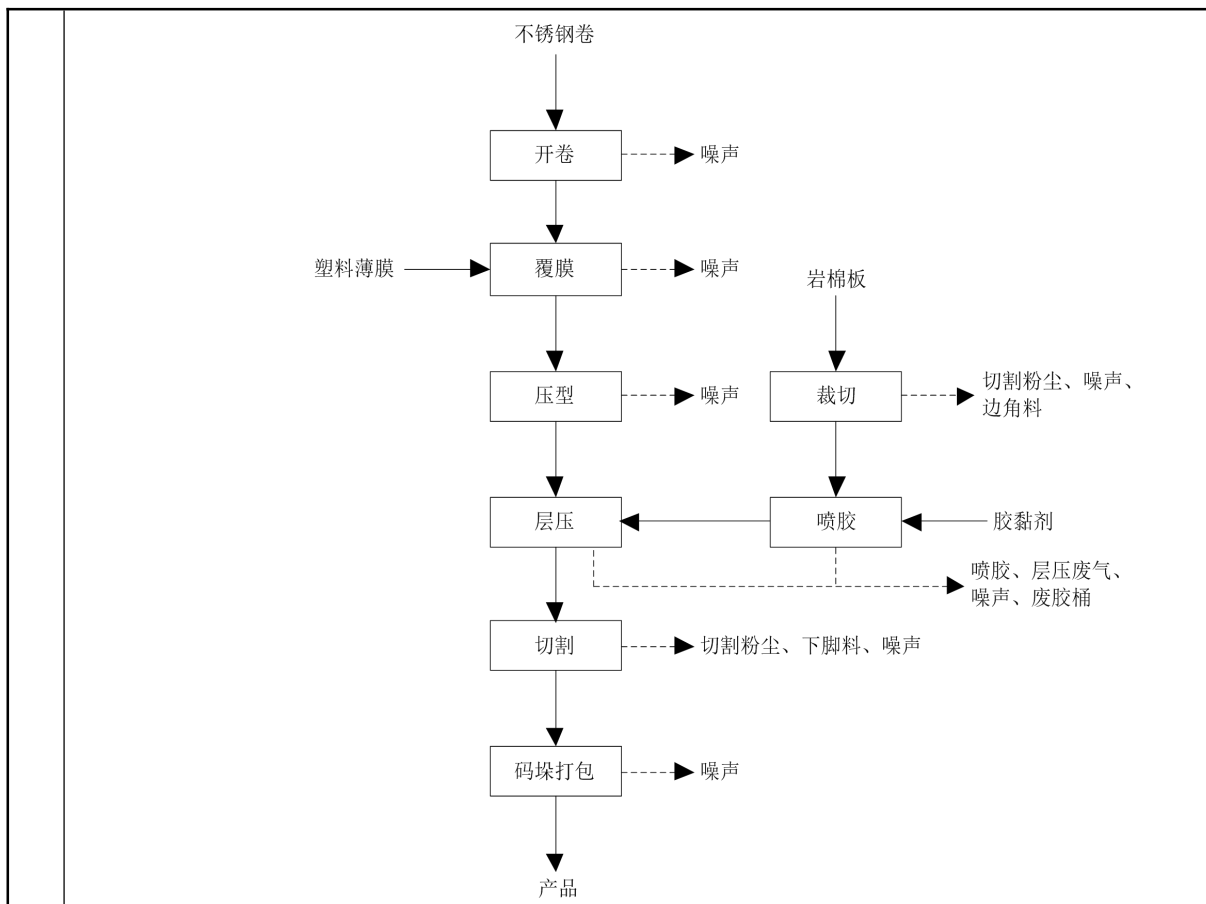 不锈钢卷
开卷
噪声
塑料薄膜
覆膜
噪声
岩棉板
压型
噪声
裁切
切割粉尘、噪声、
边角料
层压
喷胶
胶黏剂
喷胶、层压废气、
噪声、废胶桶
切割
切割粉尘、下脚料、噪声
码垛打包
噪声
产品